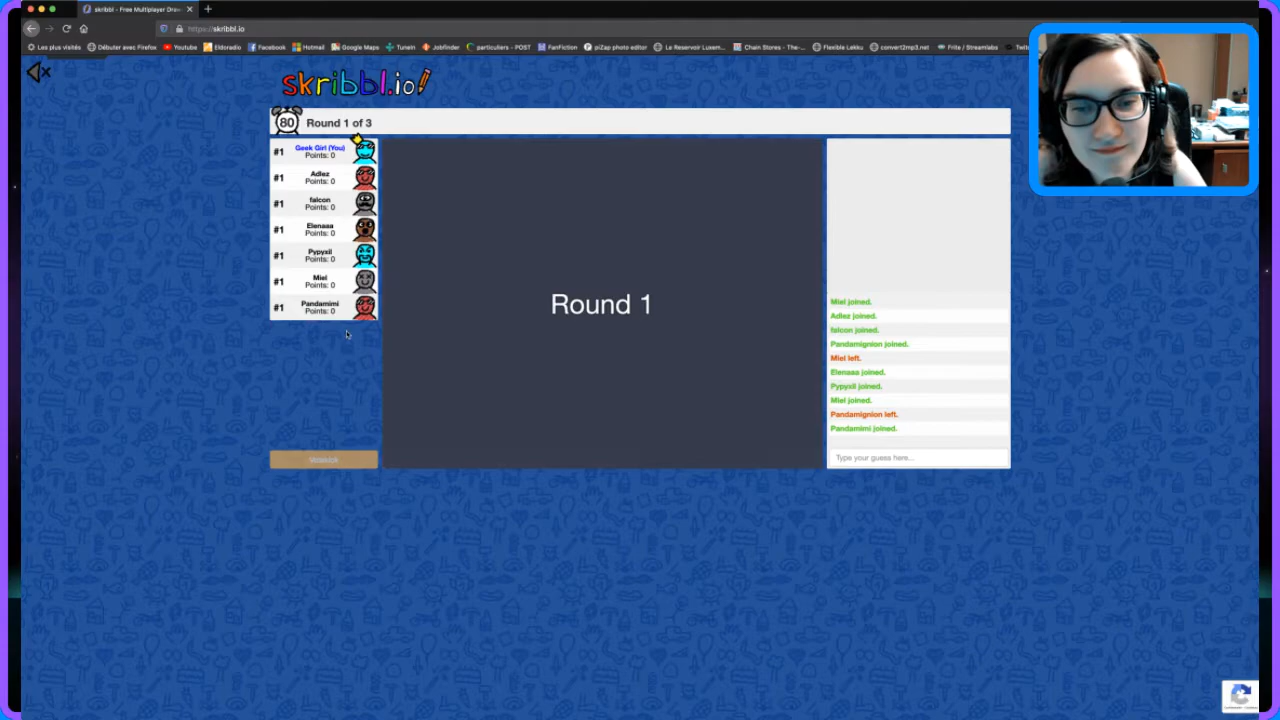 skribbl - Free Multiplayer Draw
https://skribbl.io
Les plus visités Débuter avec Firefox Youtube Eldoradio Facebook Hotmail Google Maps TuneIn Jobfinder particuliers - POST FanFiction piZap photo editor Le Reservoir Luxem... Chain Stores - The-... Flexible Lekku convert2mp3.net Frite / Streamlabs Twit
skribbl.io!
80 Round 1 of 3
#1 Geek Girl (You)
Points: 0
#1 Adlez
Points: 0
#1 falcon
Points: 0
#1 Elenaaa
Points: 0
#1 Pypyxil
Points: 0
#1 Miel
Points: 0
#1 Pandamimi
Points: 0
Votekick
Round 1
Miel joined.
Adlez joined.
falcon joined.
Pandamignion joined.
Miel left.
Elenaaa joined.
Pypyxil joined.
Miel joined.
Pandamignion left.
Pandamimi joined.
Type your guess here...